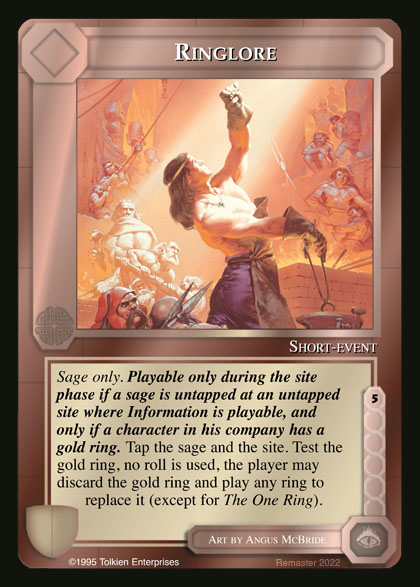 Ringlore
Short-event
Sage only. Playable only during the site
phase if a sage is untapped at an untapped
site where Information is playable, and
only if a character in his company has a
gold ring. Tap the sage and the site. Test the
gold ring, no roll is used, the player may
discard the gold ring and play any ring to
replace it (except for The One Ring).
5
Art by Angus McBride
©1995 Tolkien Enterprises
Remaster 2022